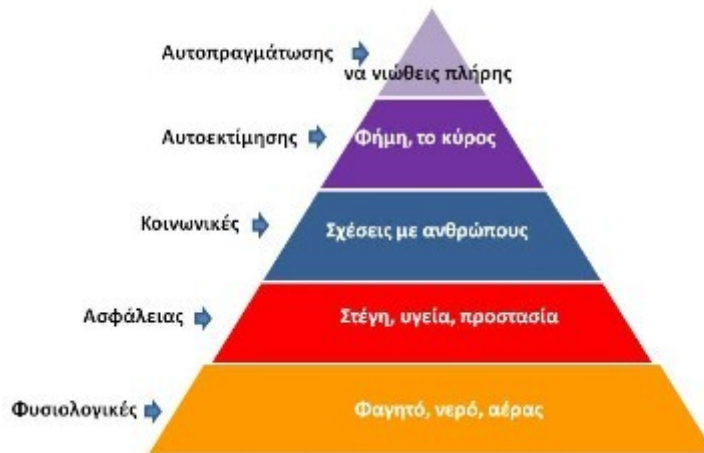 Αυτοπραγμάτωσης
να νιώθεις πλήρης
Αυτοεκτίμησης
Φήμη, το κύρος
Κοινωνικές
Σχέσεις με ανθρώπους
Ασφάλειας
Στέγη, υγεία, προστασία
Φυσιολογικές
Φαγητό, νερό, αέρας